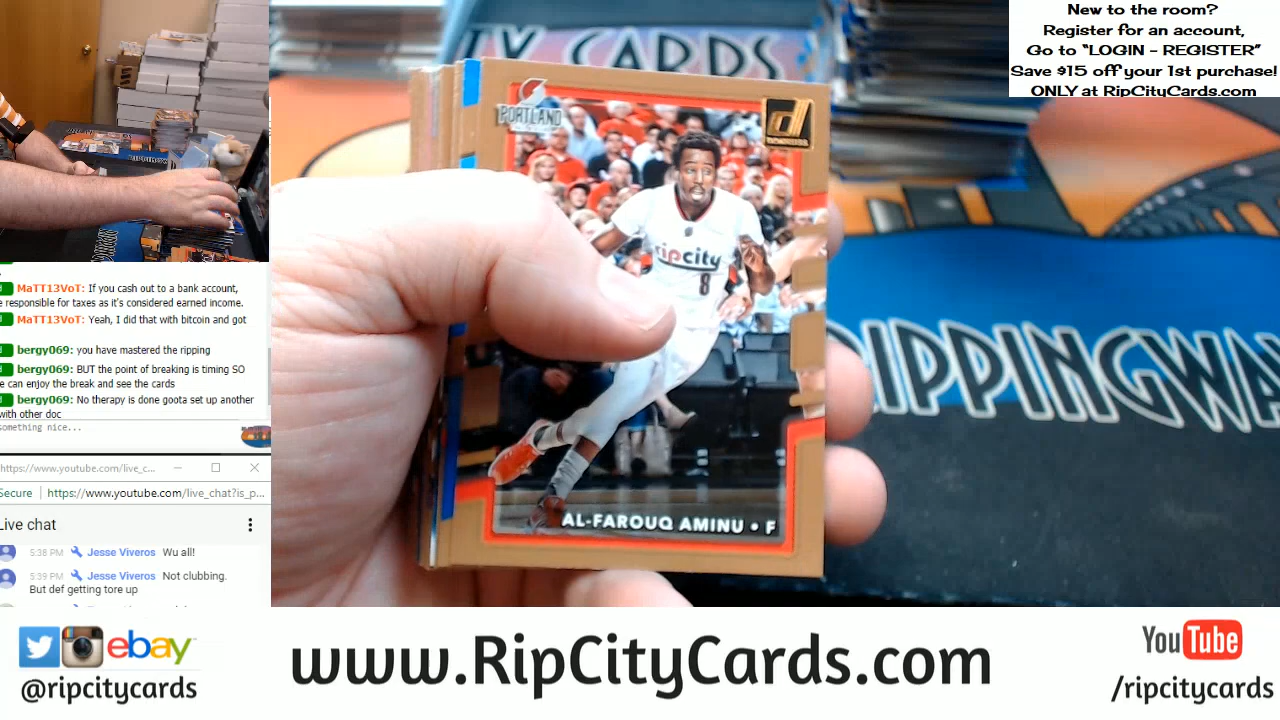 New to the room?
Register for an account,
Go to “LOGIN - REGISTER”
Save $15 off your 1st purchase!
ONLY at RipCityCards.com
TY CARDS
PORTLAND
DONRUSS
ripcity
8
AL-FAROUQ AMINU • F
RIPPINGWA
MaTT13VoT: If you cash out to a bank account,
e responsible for taxes as it's considered earned income.
MaTT13VoT: Yeah, I did that with bitcoin and got
bergy069: you have mastered the ripping
bergy069: BUT the point of breaking is timing SO
e can enjoy the break and see the cards
bergy069: No therapy is done goota set up another
with other doc
something nice...
https://www.youtube.com/live_c...
Secure https://www.youtube.com/live_chat?is_p...
Live chat
5:38 PM Jesse Viveros Wu all!
5:39 PM Jesse Viveros Not clubbing.
But def getting tore up
ebay
@ripcitycards
www.RipCityCards.com
YouTube
/ripcitycards